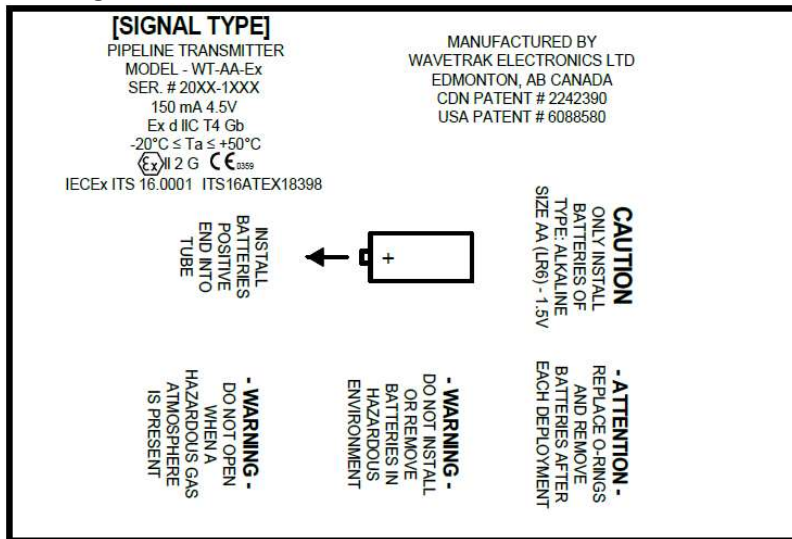 [SIGNAL TYPE]
PIPELINE TRANSMITTER
MODEL - WT-AA-Ex
SER. # 20XX-1XXX
150 mA 4.5V
Ex d IIC T4 Gb
-20°C ≤ Ta ≤ +50°C
Ex II 2 G CE 0359
IECEx ITS 16.0001 ITS16ATEX18398
MANUFACTURED BY
WAVETRAK ELECTRONICS LTD
EDMONTON, AB CANADA
CDN PATENT # 2242390
USA PATENT # 6088580
INSTALL
BATTERIES
POSITIVE
END INTO
TUBE
+
CAUTION
ONLY INSTALL
BATTERIES OF
TYPE: ALKALINE
SIZE AA (LR6) - 1.5V
- WARNING -
DO NOT OPEN
WHEN A
HAZARDOUS GAS
ATMOSPHERE
IS PRESENT
- WARNING -
DO NOT INSTALL
OR REMOVE
BATTERIES IN
HAZARDOUS
ENVIRONMENT
- ATTENTION -
REPLACE O-RINGS
AND REMOVE
BATTERIES AFTER
EACH DEPLOYMENT